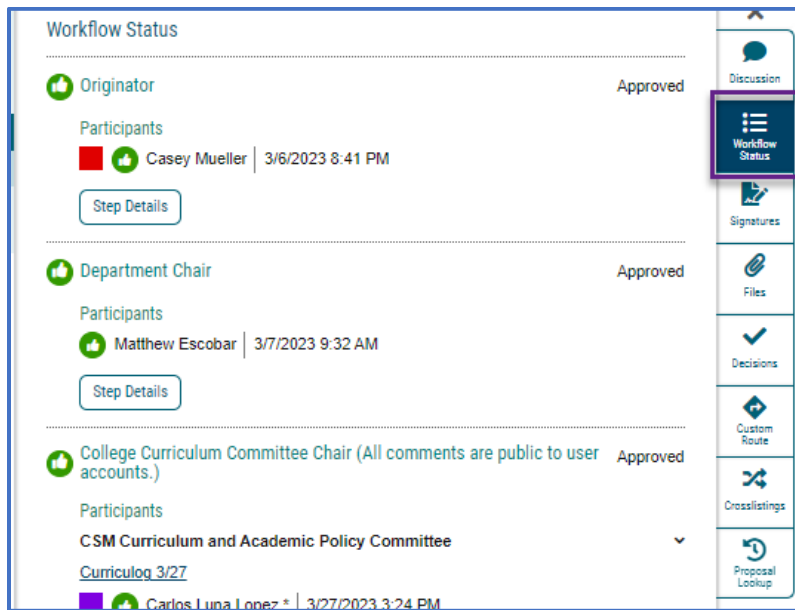 Workflow Status
Originator
Approved
Participants
Casey Mueller | 3/6/2023 8:41 PM
Step Details
Department Chair
Approved
Participants
Matthew Escobar | 3/7/2023 9:32 AM
Step Details
College Curriculum Committee Chair (All comments are public to user
accounts.)
Approved
Participants
CSM Curriculum and Academic Policy Committee
Curriculog 3/27
Carlos Luna Lopez * | 3/27/2023 3:24 PM
Discussion
Workflow
Status
Signatures
Files
Decisions
Custom
Route
Crosslistings
Proposal
Lookup